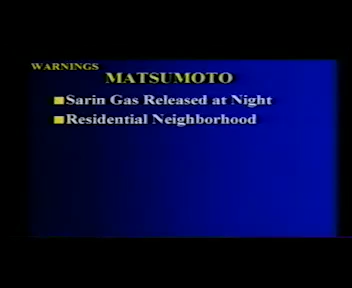 WARNINGS
MATSUMOTO
Sarin Gas Released at Night
Residential Neighborhood